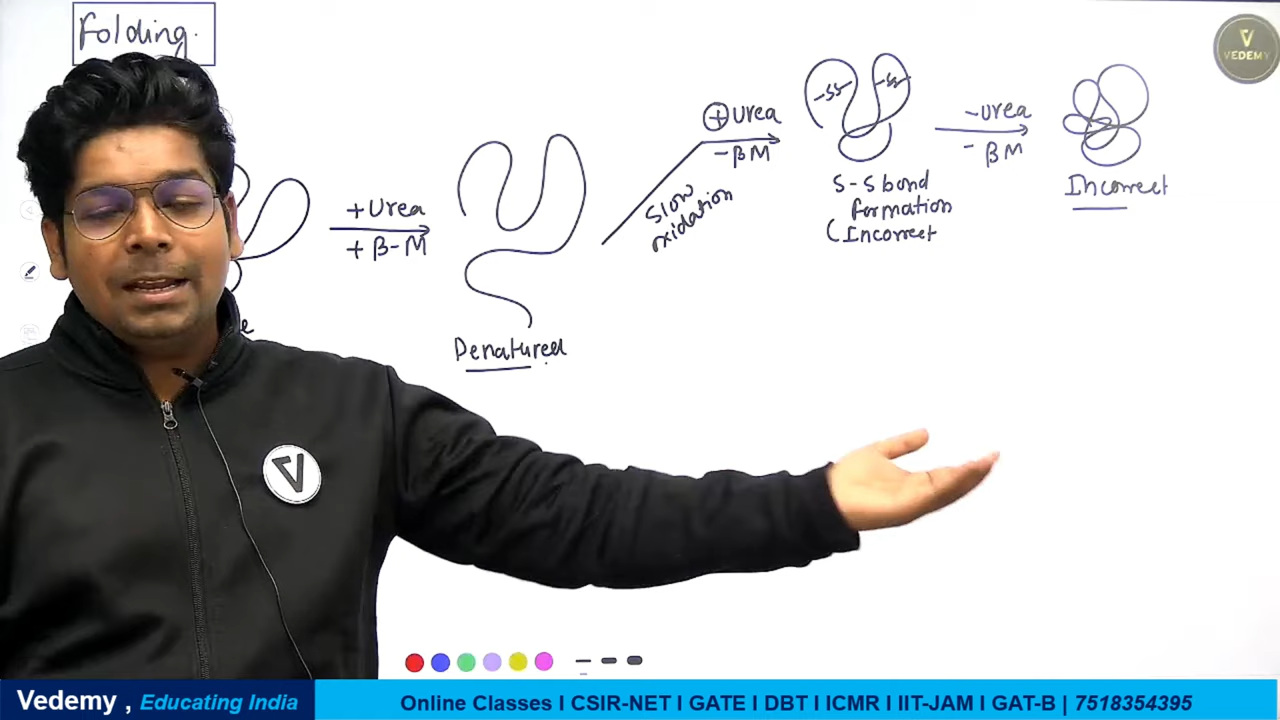 Folding.
VEDEMY
+ Urea
+ β-M
Denatured
Slow
oxidation
+ Urea
- βM
-SS-
-SS-
S-S bond
formation
(Incorrect
-Urea
- βM
Incorrect
Vedemy , Educating India
Online Classes I CSIR-NET I GATE I DBT I ICMR I IIT-JAM I GAT-B | 7518354395